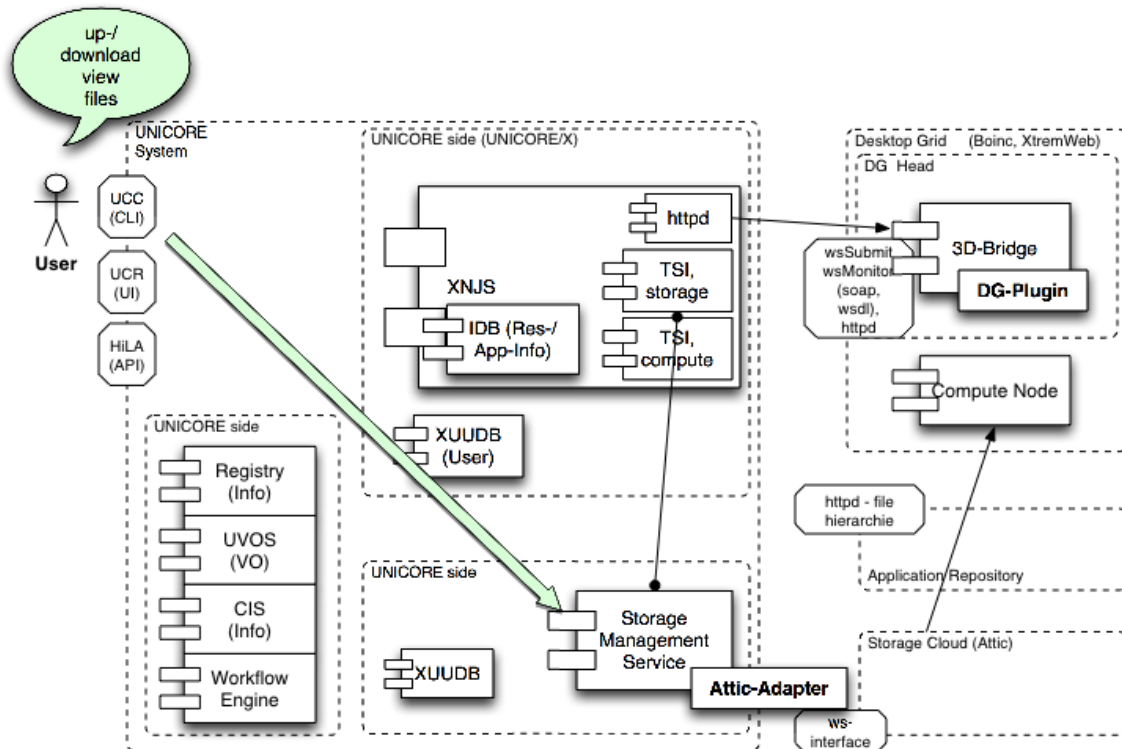 up-/
download
view
files
UNICORE
System
UNICORE side (UNICORE/X)
Desktop Grid (Boinc, XtremWeb)
DG Head
UCC
(CLI)
User
UCR
(UI)
HiLA
(API)
httpd
TSI,
storage
XNJS
IDB (Res-/
App-Info)
TSI,
compute
3D-Bridge
DG-Plugin
wsSubmit
wsMonitor
(soap,
wsdl),
httpd
Compute Node
XUUDB
(User)
UNICORE side
Registry
(Info)
UVOS
(VO)
CIS
(Info)
Workflow
Engine
httpd - file
hierarchie
Application Repository
UNICORE side
Storage
Management
Service
XUUDB
Attic-Adapter
Storage Cloud (Attic)
ws-
interface